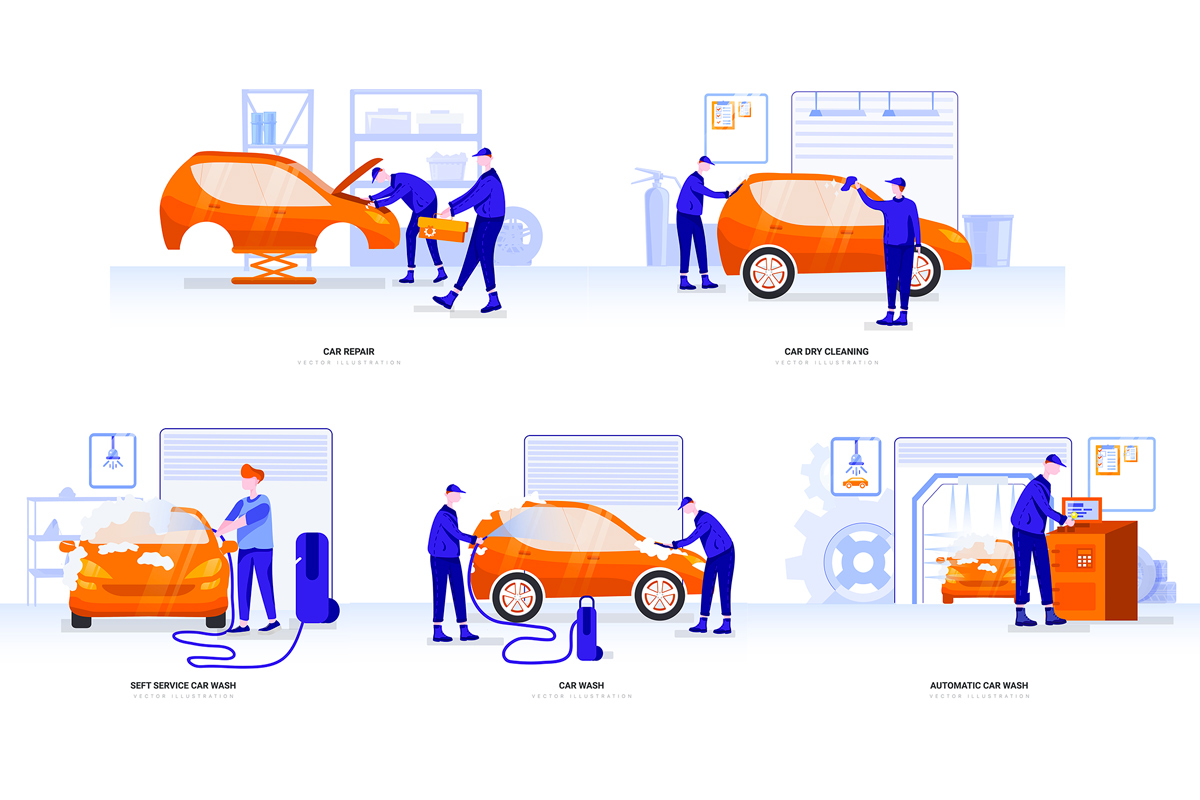 CAR REPAIR
VECTOR ILLUSTRATION
CAR DRY CLEANING
VECTOR ILLUSTRATION
SEFT SERVICE CAR WASH
VECTOR ILLUSTRATION
CAR WASH
VECTOR ILLUSTRATION
AUTOMATIC CAR WASH
VECTOR ILLUSTRATION